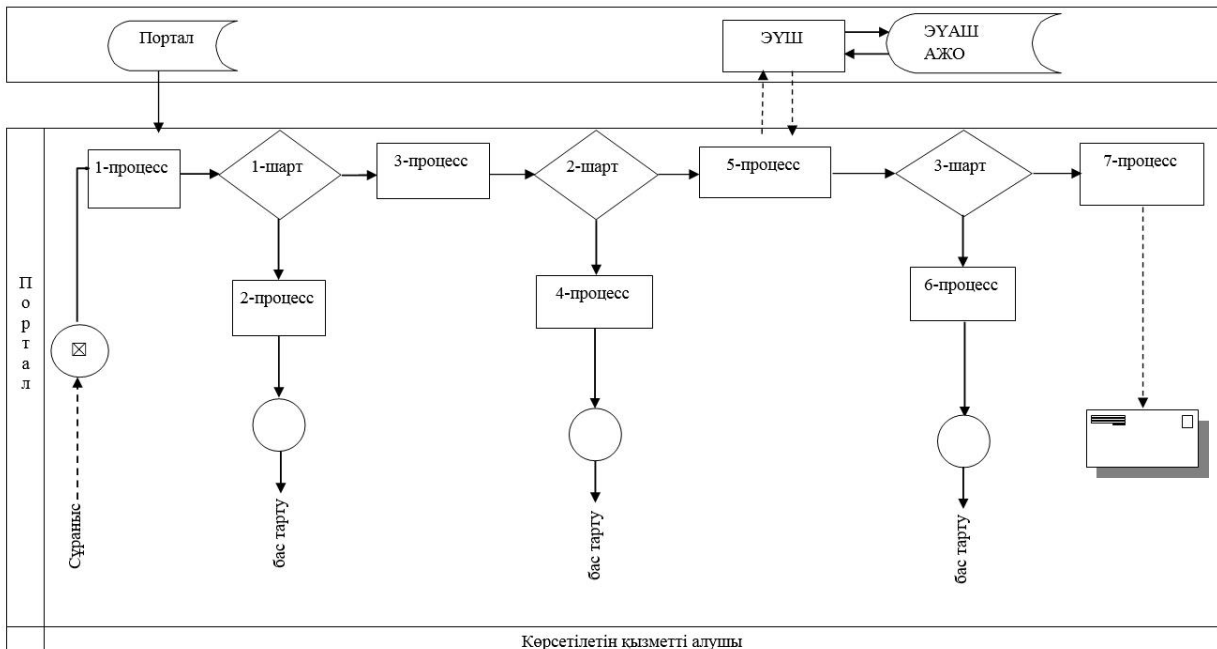 Портал
ЭҮШ
ЭҮАШ
АЖО
1-процесс
1-шарт
3-процесс
2-шарт
5-процесс
3-шарт
7-процесс
2-процесс
4-процесс
6-процесс
Портал
Сұраныс
бас тарту
бас тарту
бас тарту
Көрсетілетін қызметті алушы